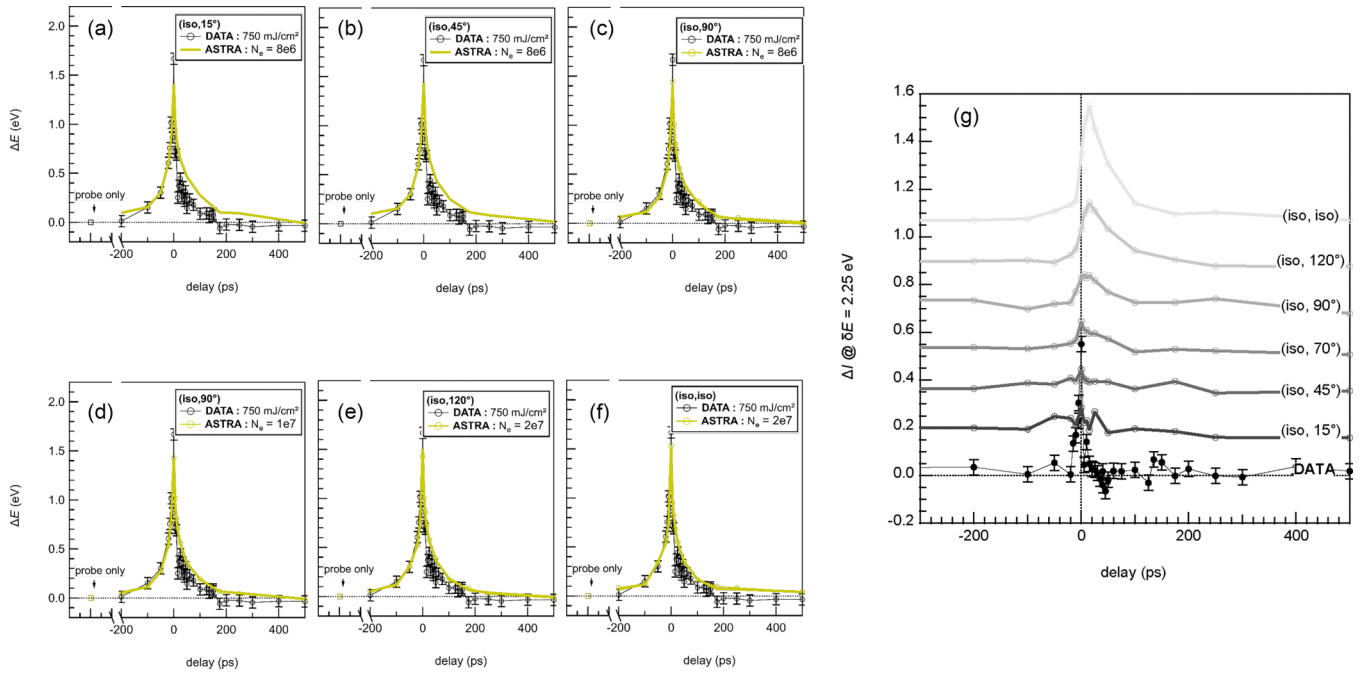 (a)
(iso,15°)
DATA : 750 mJ/cm²
ASTRA : Nₑ = 8e6
2.0
1.5
1.0
0.5
0.0
ΔE (eV)
probe only
-200 0 200 400
delay (ps)
(b)
(iso,45°)
DATA : 750 mJ/cm²
ASTRA : Nₑ = 8e6
probe only
-200 0 200 400
delay (ps)
(c)
(iso,90°)
DATA : 750 mJ/cm²
ASTRA : Nₑ = 8e6
probe only
-200 0 200 400
delay (ps)
(d)
(iso,90°)
DATA : 750 mJ/cm²
ASTRA : Nₑ = 1e7
2.0
1.5
1.0
0.5
0.0
ΔE (eV)
probe only
-200 0 200 400
delay (ps)
(e)
(iso,120°)
DATA : 750 mJ/cm²
ASTRA : Nₑ = 2e7
probe only
-200 0 200 400
delay (ps)
(f)
(iso,iso)
DATA : 750 mJ/cm²
ASTRA : Nₑ = 2e7
probe only
-200 0 200 400
delay (ps)
(g)
1.6
1.4
1.2
1.0
0.8
0.6
0.4
0.2
0.0
-0.2
ΔI @ δE = 2.25 eV
(iso, iso)
(iso, 120°)
(iso, 90°)
(iso, 70°)
(iso, 45°)
(iso, 15°)
DATA
-200 0 200 400
delay (ps)